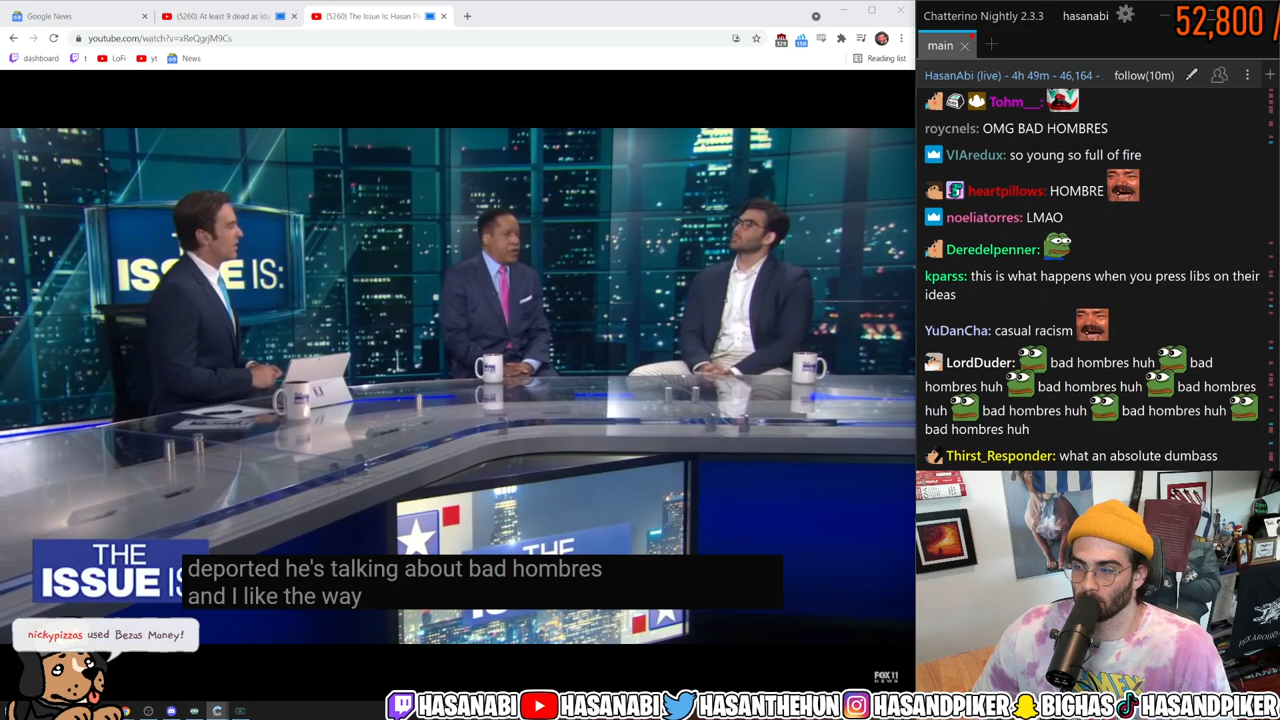 Google News
(5260) At least 9 dead as Ida
(5260) The Issue Is: Hasan Pi
youtube.com/watch?v=xReQgrjM9Cs
329
150
dashboard
t
LoFi
yt
News
Reading list
ISSUE IS:
THE
ISSUE IS
deported he's talking about bad hombres
and I like the way
THE
nickypizzas used Bezos Money!
FOX 11
NEWS
Chatterino Nightly 2.3.3
hasanabi
52,800 /
main
HasanAbi (live) - 4h 49m - 46,164 -
follow(10m)
Tohm__:
roycnels: OMG BAD HOMBRES
VIAredux: so young so full of fire
heartpillows: HOMBRE
noeliatorres: LMAO
Deredelpenner:
kparss: this is what happens when you press libs on their
ideas
YuDanCha: casual racism
LordDuder: bad hombres huh bad
hombres huh bad hombres huh bad hombres
huh bad hombres huh bad hombres huh
bad hombres huh
Thirst_Responder: what an absolute dumbass
HASANABI HASANABI HASANTHEHUN HASANDPIKER BIGHAS HASANDPIKER